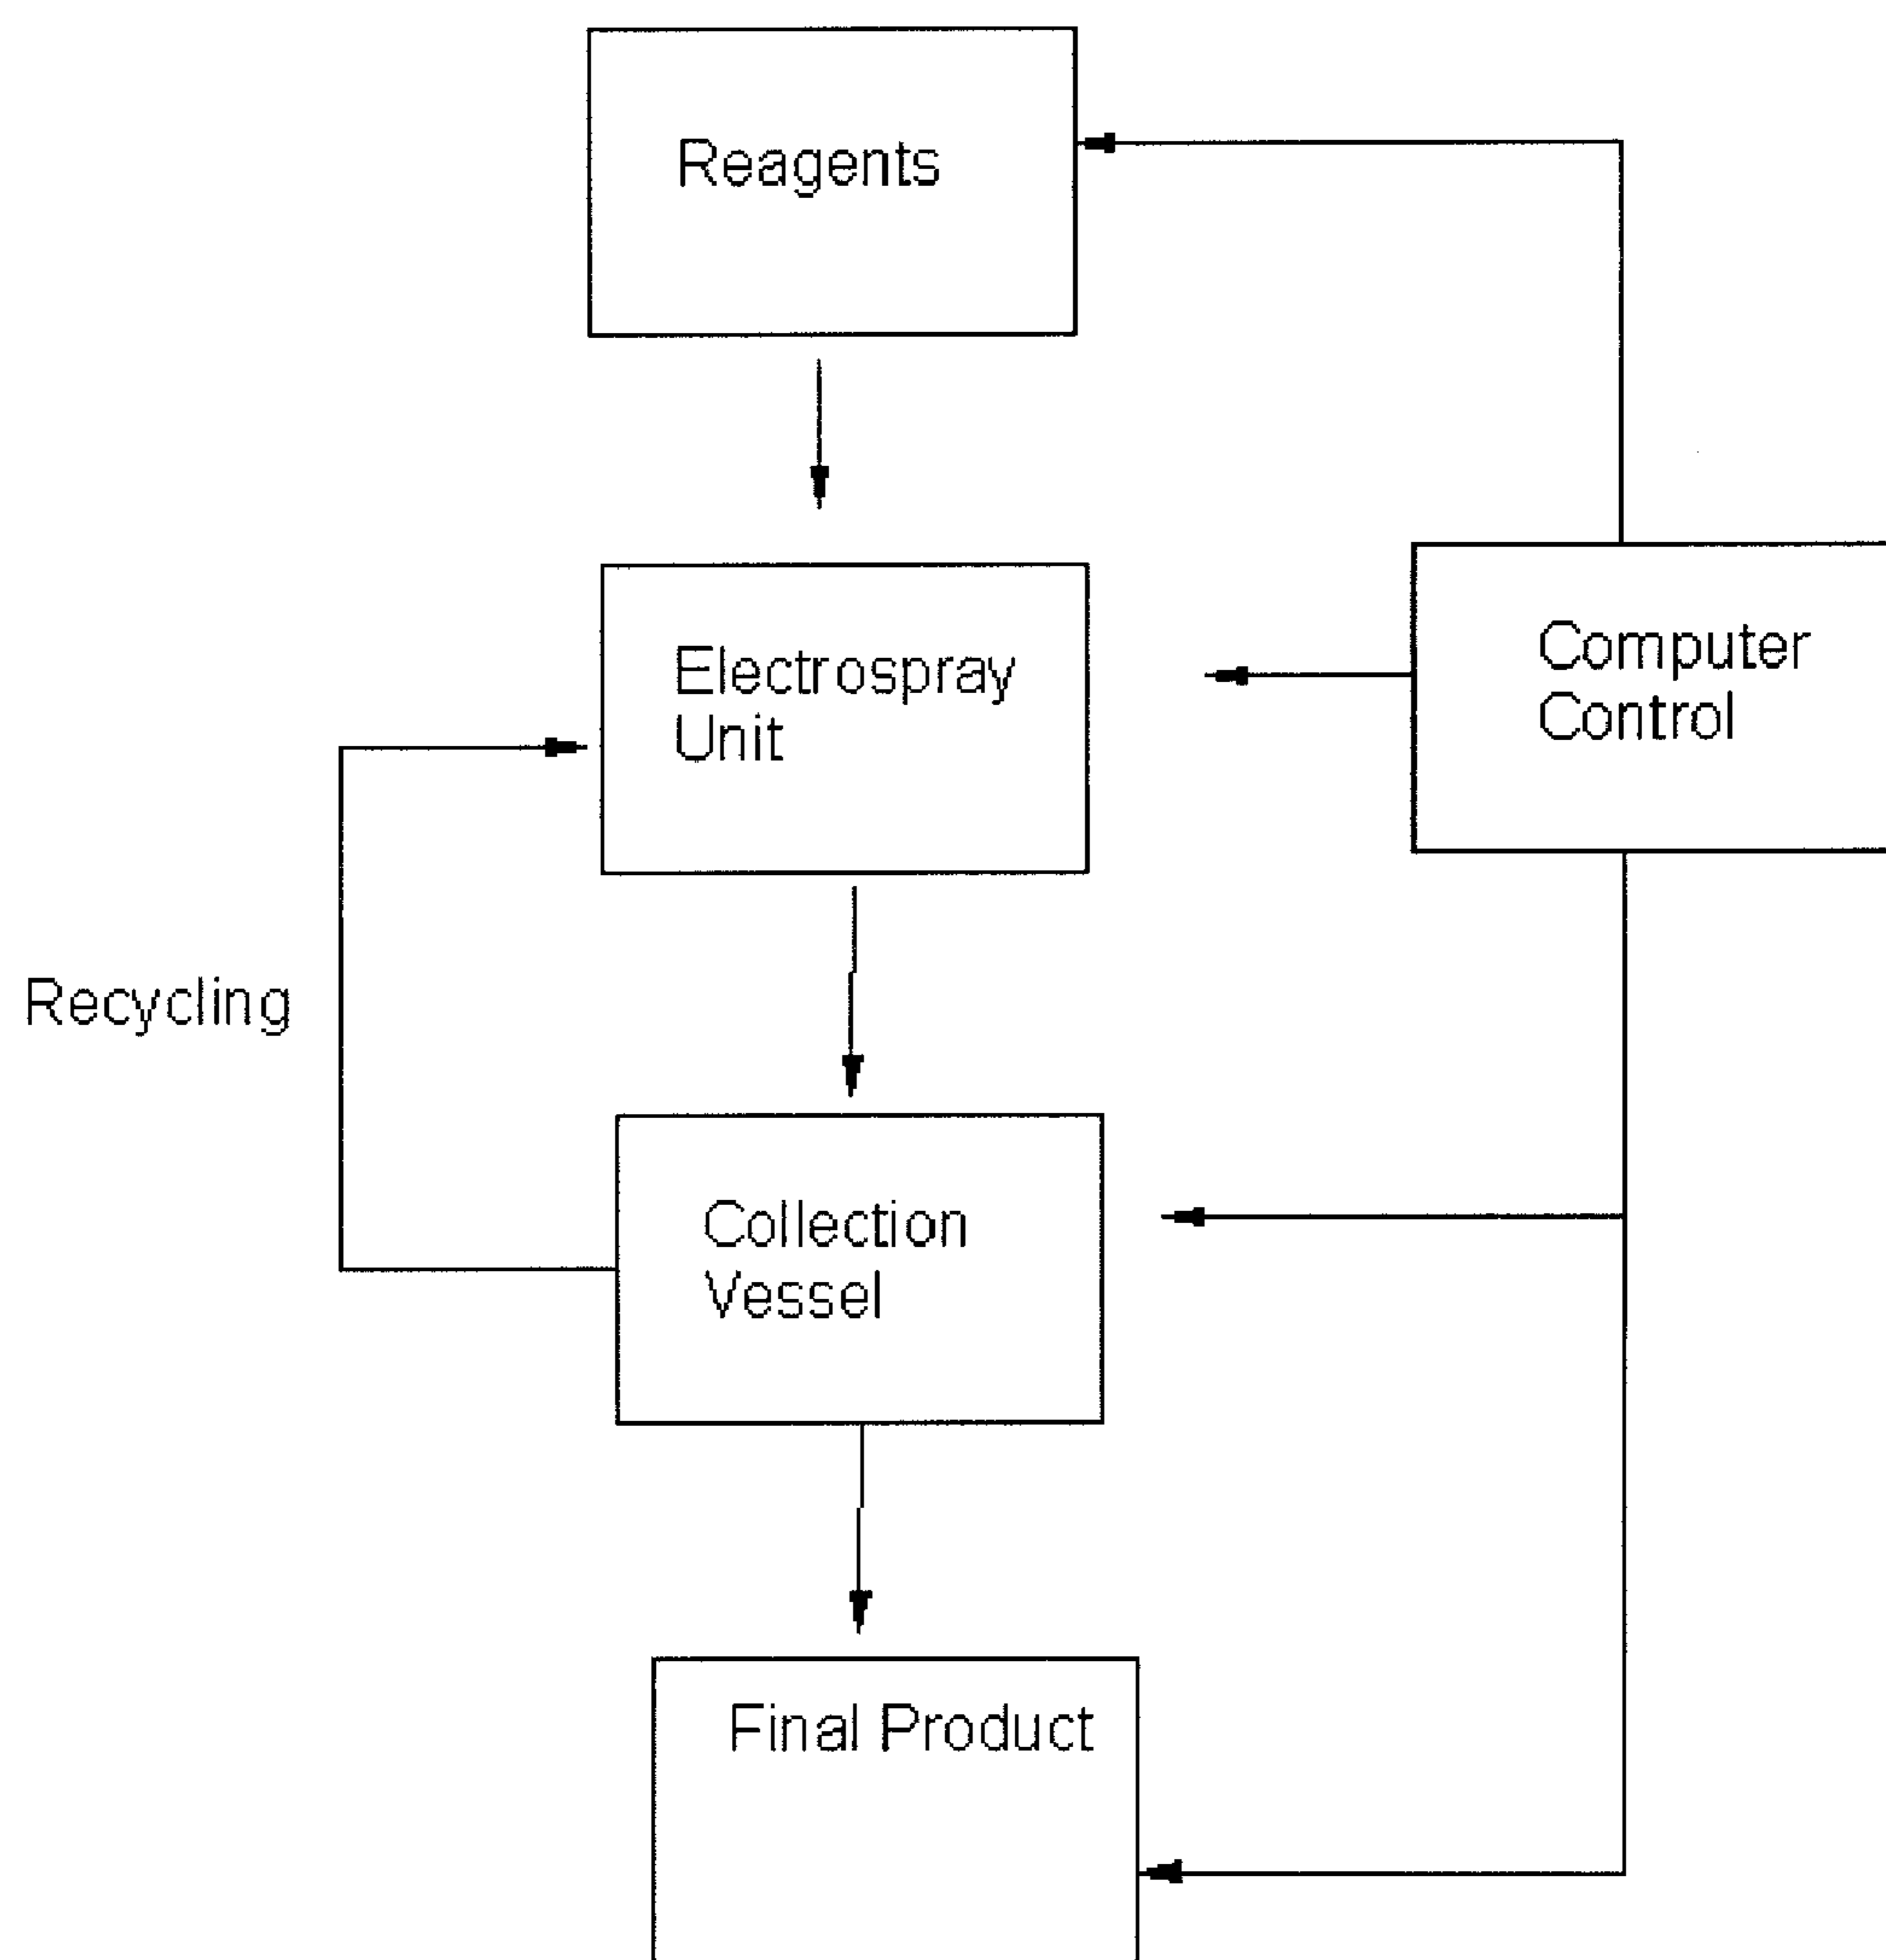 Reagents
Electrospray
Unit
Computer
Control
Recycling
Collection
Vessel
Final Product